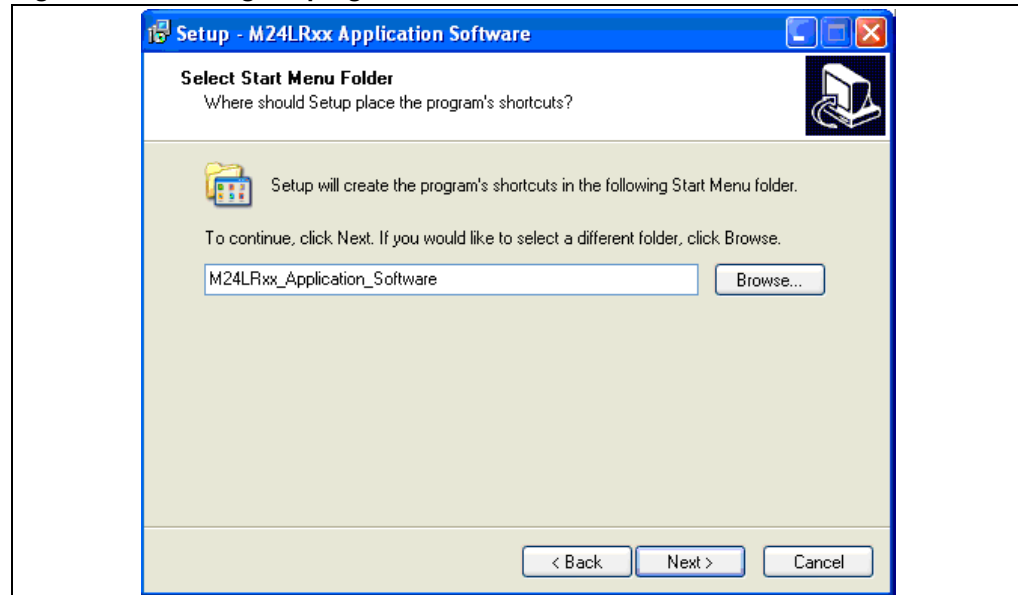 Setup - M24LRxx Application Software
Select Start Menu Folder
Where should Setup place the program's shortcuts?
Setup will create the program's shortcuts in the following Start Menu folder.
To continue, click Next. If you would like to select a different folder, click Browse.
M24LRxx_Application_Software
Browse...
< Back
Next >
Cancel